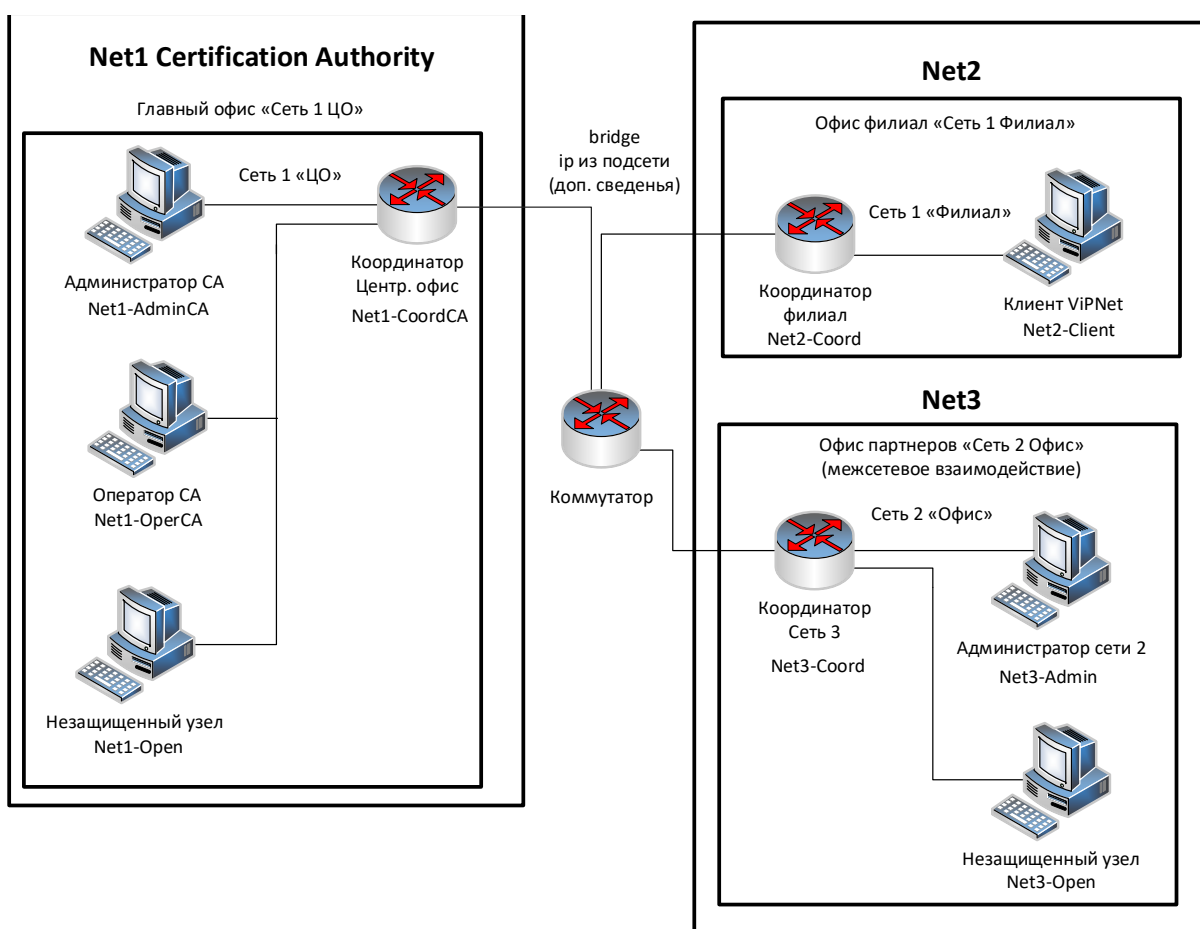 Net1 Certification Authority
Главный офис «Сеть 1 ЦО»
Сеть 1 «ЦО»
Администратор CA
Net1-AdminCA
Координатор
Центр. офис
Net1-CoordCA
Оператор CA
Net1-OperCA
Незащищенный узел
Net1-Open
bridge
ip из подсети
(доп. сведенья)
Коммутатор
Net2
Офис филиал «Сеть 1 Филиал»
Сеть 1 «Филиал»
Координатор
филиал
Net2-Coord
Клиент ViPNet
Net2-Client
Net3
Офис партнеров «Сеть 2 Офис»
(межсетевое взаимодействие)
Сеть 2 «Офис»
Координатор
Сеть 3
Net3-Coord
Администратор сети 2
Net3-Admin
Незащищенный узел
Net3-Open